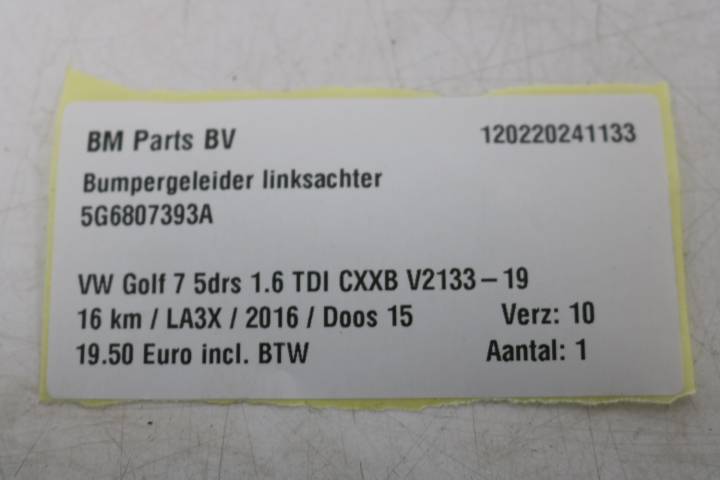 BM Parts BV 120220241133
Bumpergeleider linksachter
5G6807393A
VW Golf 7 5drs 1.6 TDI CXXB V2133-19
16 km / LA3X / 2016 / Doos 15 Verz: 10
19.50 Euro incl. BTW Aantal: 1